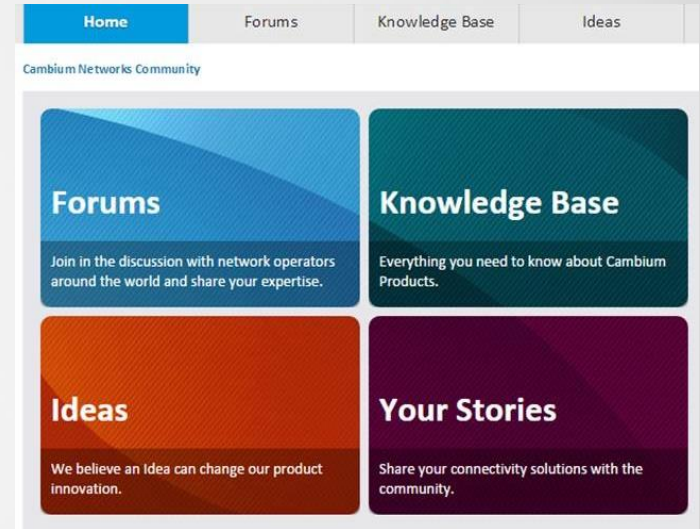 Home Forums Knowledge Base Ideas
Cambium Networks Community
Forums
Join in the discussion with network operators
around the world and share your expertise.
Knowledge Base
Everything you need to know about Cambium
Products.
Ideas
We believe an Idea can change our product
innovation.
Your Stories
Share your connectivity solutions with the
community.